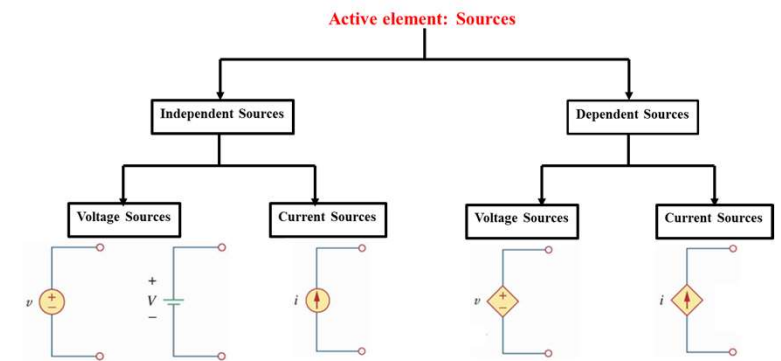 Active element: Sources
Independent Sources
Dependent Sources
Voltage Sources
Current Sources
Voltage Sources
Current Sources
v
+
−
+
V
−
i
v
+
−
i